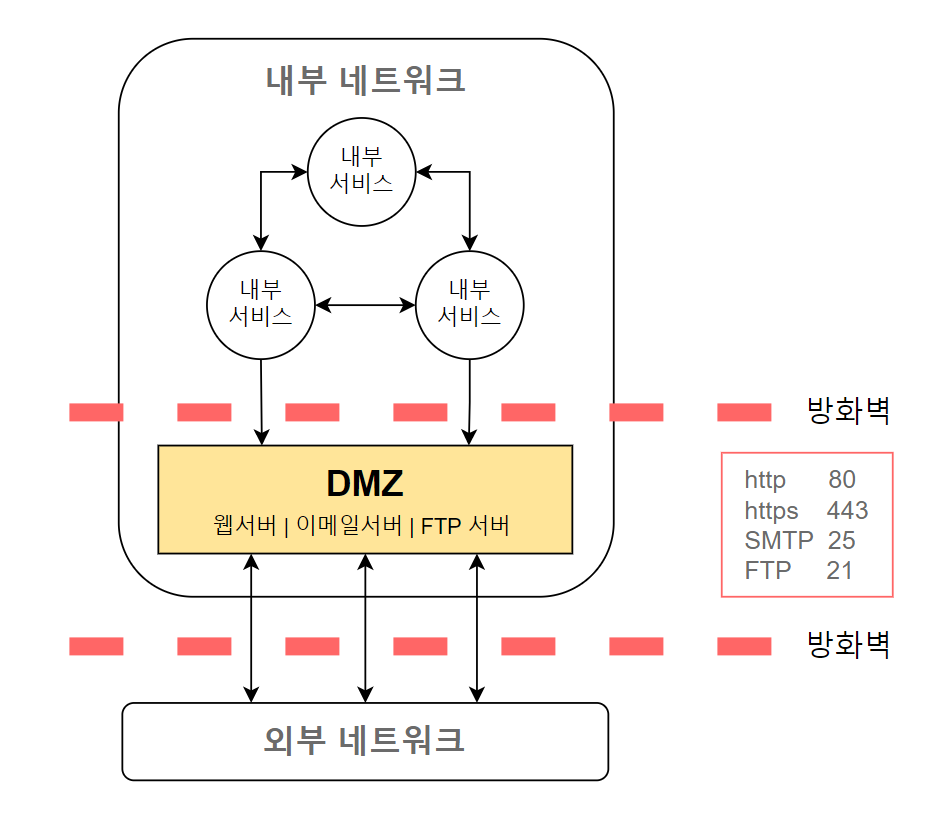 내부 네트워크
내부
서비스
내부
서비스
내부
서비스
방화벽
DMZ
웹서버 | 이메일서버 | FTP 서버
http 80
https 443
SMTP 25
FTP 21
방화벽
외부 네트워크